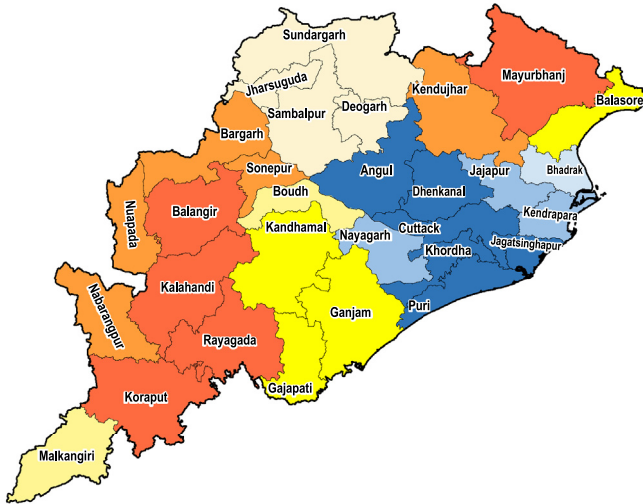 Sundargarh
Mayurbhanj
Jharsuguda
Kendujhar
Balasore
Deogarh
Sambalpur
Bargarh
Sonepur
Angul
Jajapur
Bhadrak
Boudh
Dhenkanal
Nuapada
Balangir
Kendrapara
Kandhamal
Cuttack
Nayagarh
Jagatsinghapur
Khordha
Kalahandi
Nabarangpur
Puri
Ganjam
Rayagada
Gajapati
Koraput
Malkangiri